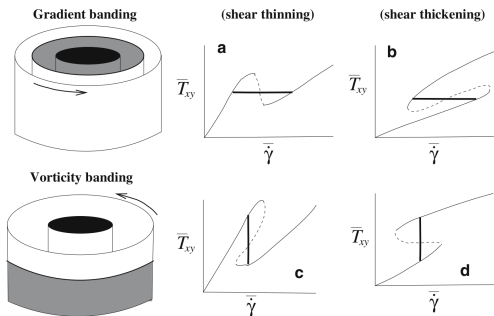 Gradient banding (shear thinning) (shear thickening)
a
b
T̅xy
T̅xy
γ̇̅
γ̇̅
Vorticity banding
T̅xy
T̅xy
c
d
γ̇̅
γ̇̅